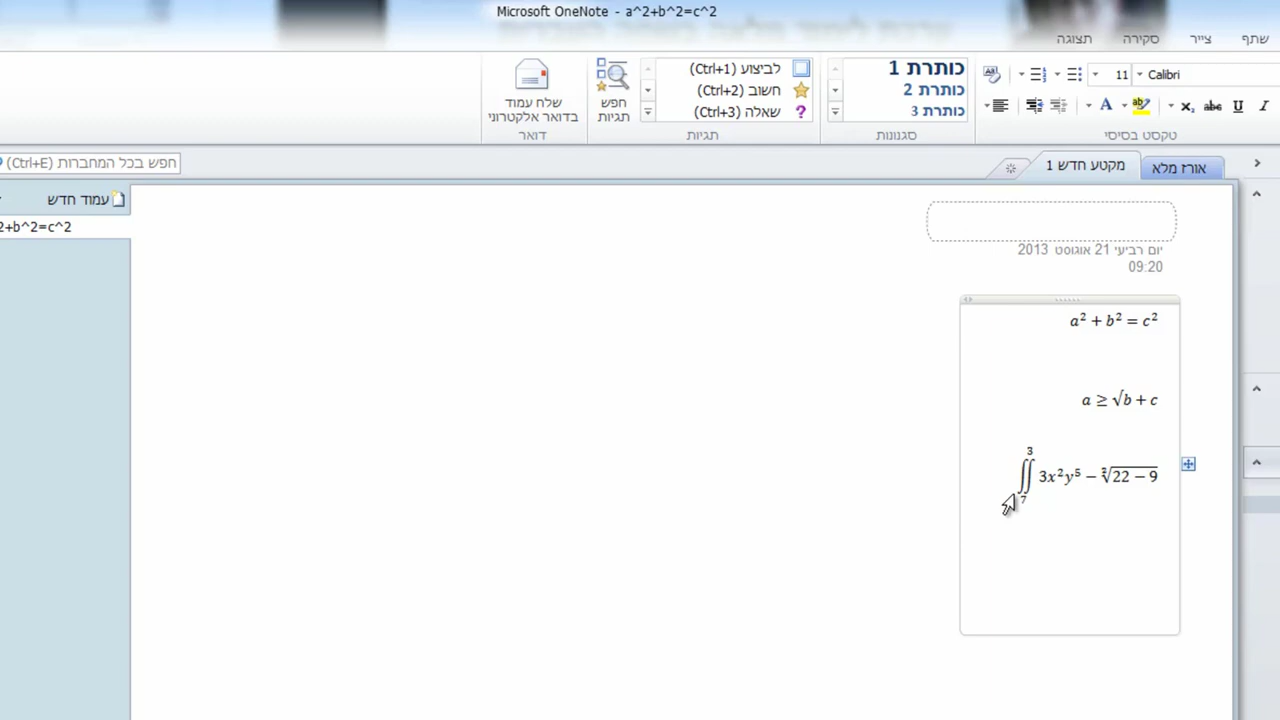 Microsoft OneNote - a^2+b^2=c^2
שתף צייר סקירה תצוגה
Calibri 11
כותרת 1
כותרת 2
כותרת 3
לביצוע (Ctrl+1)
חשוב (Ctrl+2)
שאלה (Ctrl+3)
חפש תגיות
שלח עמוד בדואר אלקטרוני
טקסט בסיסי סגנונות תגיות דואר
אורז מלא מקטע חדש 1
חפש בכל המחברות (Ctrl+E)
עמוד חדש
2+b^2=c^2
יום רביעי 21 אוגוסט 2013
09:20
a² + b² = c²
a ≥ √b + c
∬₇³ 3x²y⁵ − ∛(22 − 9)